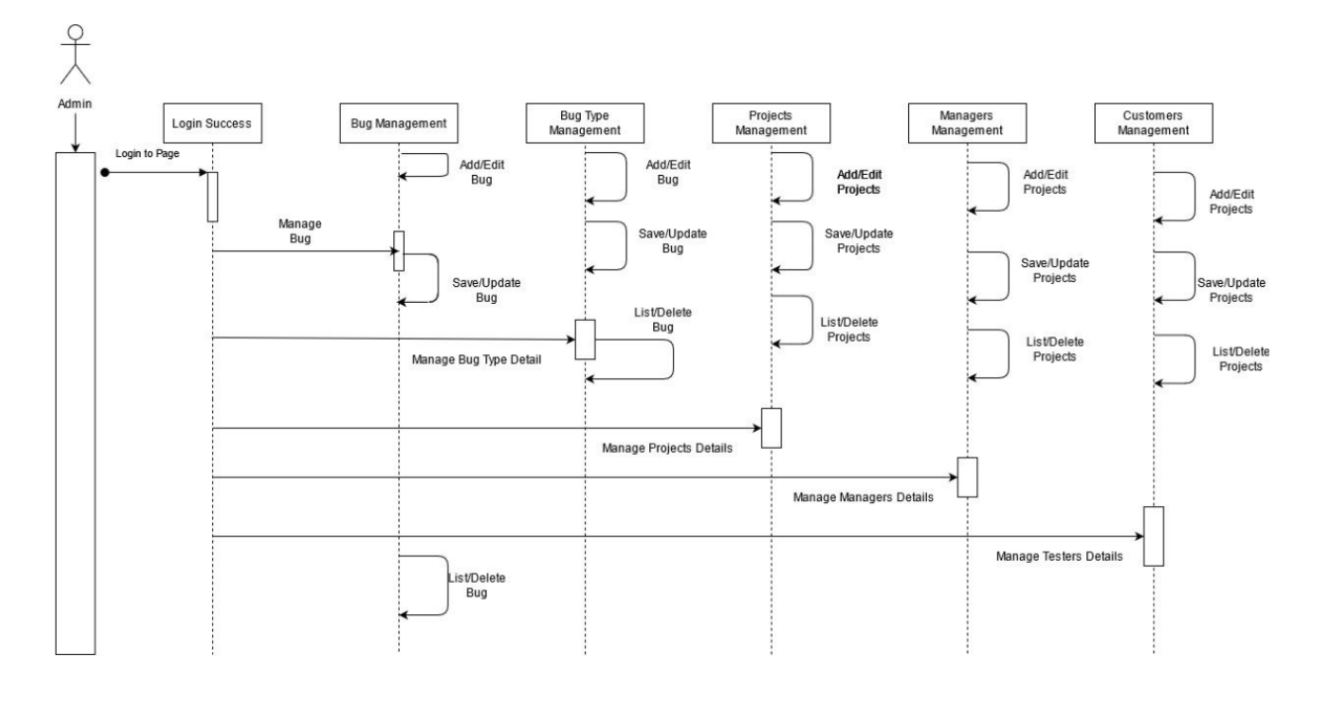 Admin
Login Success
Bug Management
Bug Type
Management
Projects
Management
Managers
Management
Customers
Management
Login to Page
Add/Edit
Bug
Add/Edit
Bug
Add/Edit
Projects
Add/Edit
Projects
Add/Edit
Projects
Manage
Bug
Save/Update
Bug
Save/Update
Projects
Save/Update
Projects
Save/Update
Bug
Save/Update
Projects
List/Delete
Bug
List/Delete
Projects
List/Delete
Projects
List/Delete
Projects
Manage Bug Type Detail
Manage Projects Details
Manage Managers Details
Manage Testers Details
List/Delete
Bug